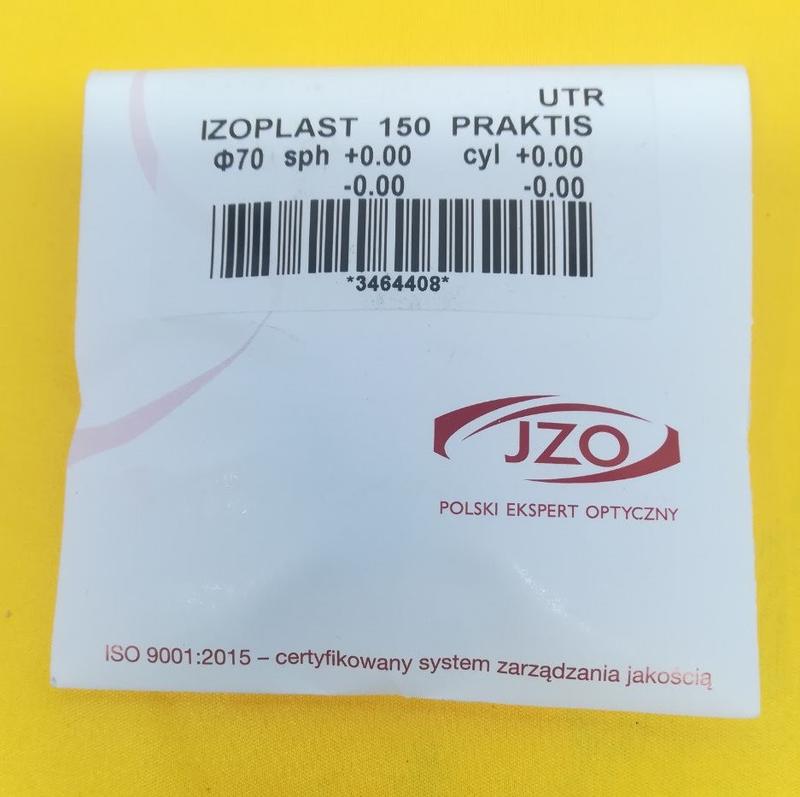 UTR
IZOPLAST 150 PRAKTIS
Φ70 sph +0.00 cyl +0.00
-0.00 -0.00
*3464408*
JZO
POLSKI EKSPERT OPTYCZNY
ISO 9001:2015 – certyfikowany system zarządzania jakością